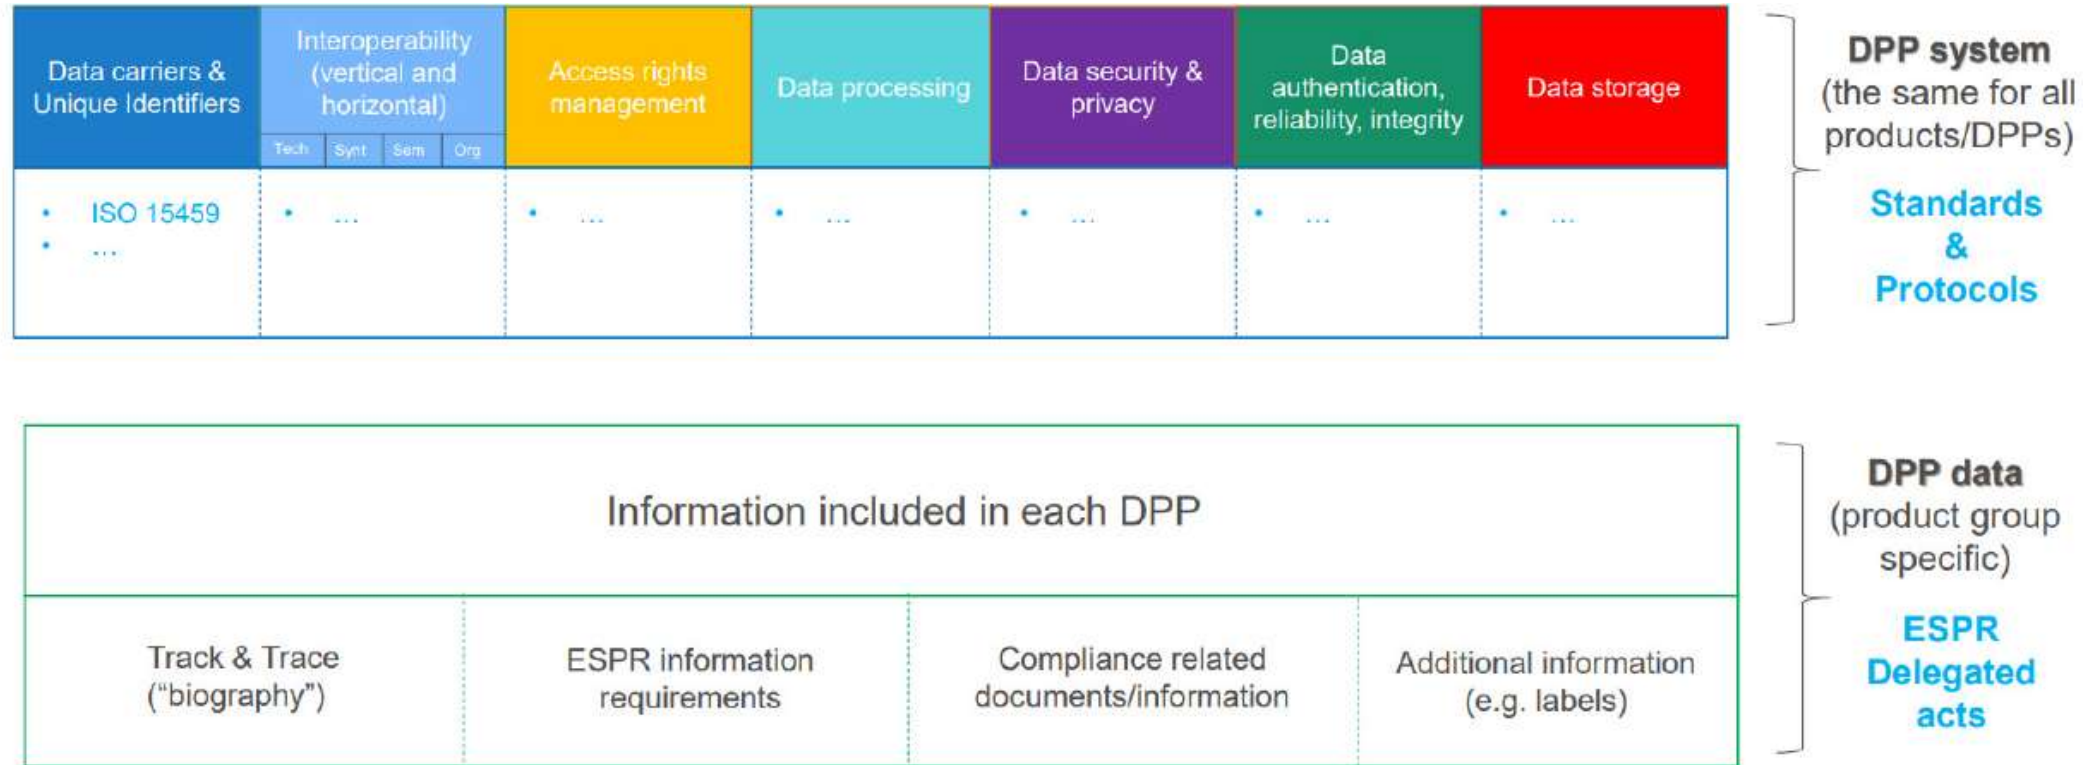 Data carriers &
Unique Identifiers
Interoperability
(vertical and
horizontal)
Tech Synt Sem Org
Access rights
management
Data processing
Data security &
privacy
Data
authentication,
reliability, integrity
Data storage
• ISO 15459
• ...
• ...
• ...
• ...
• ...
• ...
• ...
DPP system
(the same for all
products/DPPs)
Standards
&
Protocols
Information included in each DPP
Track & Trace
(“biography”)
ESPR information
requirements
Compliance related
documents/information
Additional information
(e.g. labels)
DPP data
(product group
specific)
ESPR
Delegated
acts